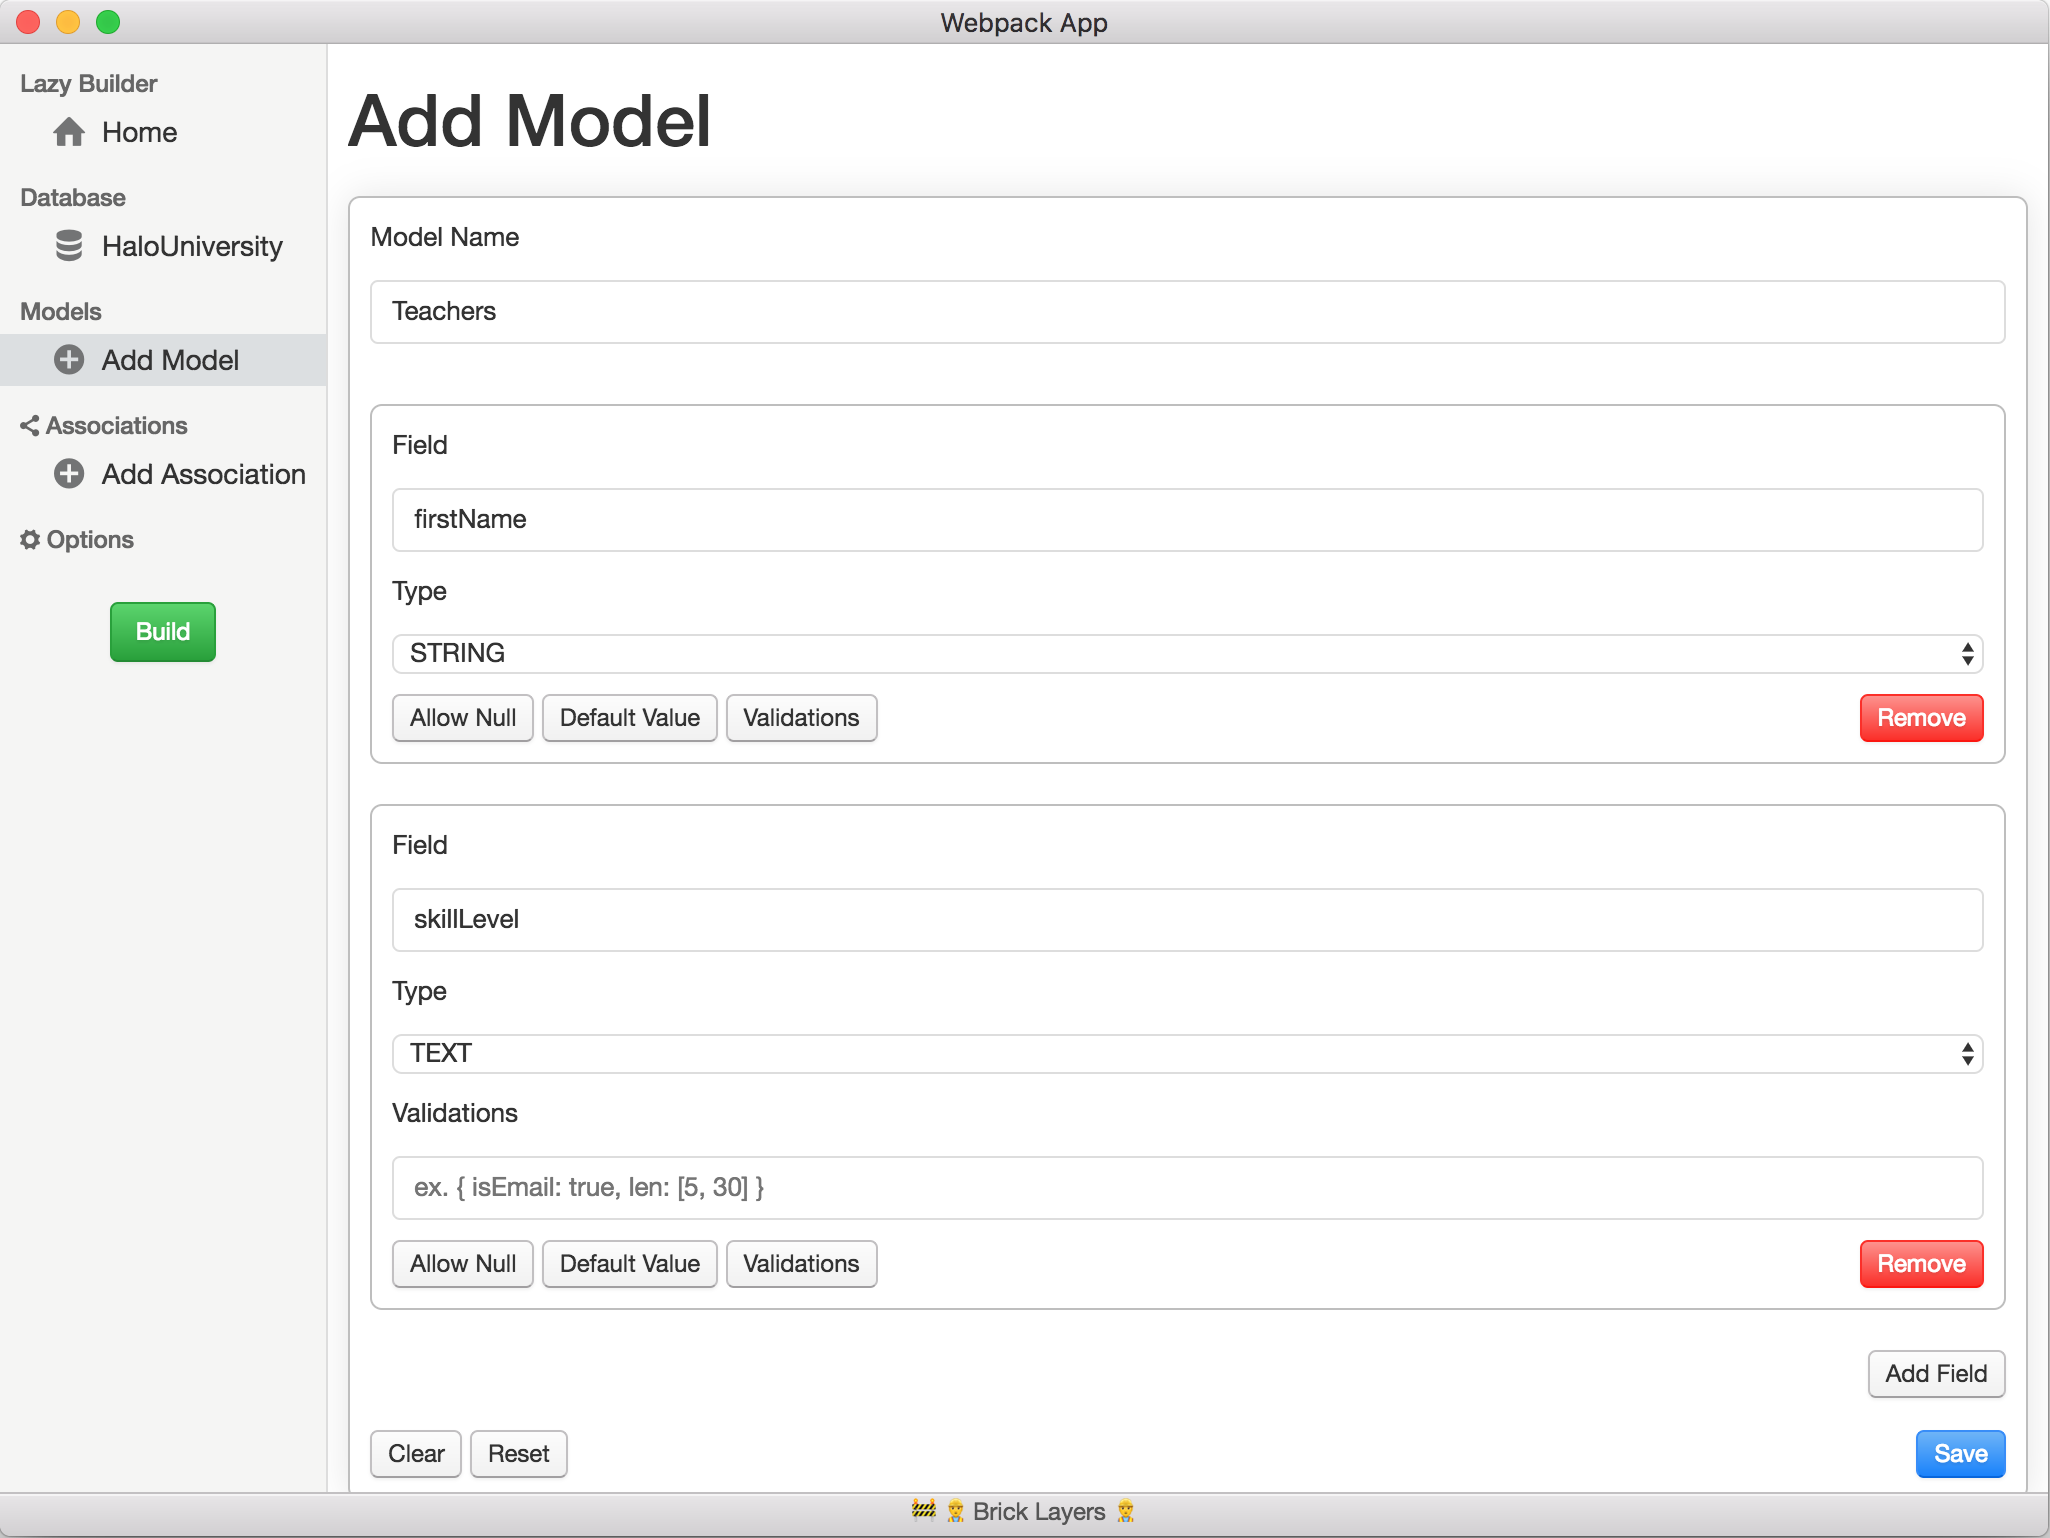 Webpack App
Lazy Builder
Home
Database
HaloUniversity
Models
Add Model
Associations
Add Association
Options
Build
Add Model
Model Name
Teachers
Field
firstName
Type
STRING
Allow Null Default Value Validations Remove
Field
skillLevel
Type
TEXT
Validations
ex. { isEmail: true, len: [5, 30] }
Allow Null Default Value Validations Remove
Add Field
Clear Reset Save
🚧 👷 Brick Layers 👷